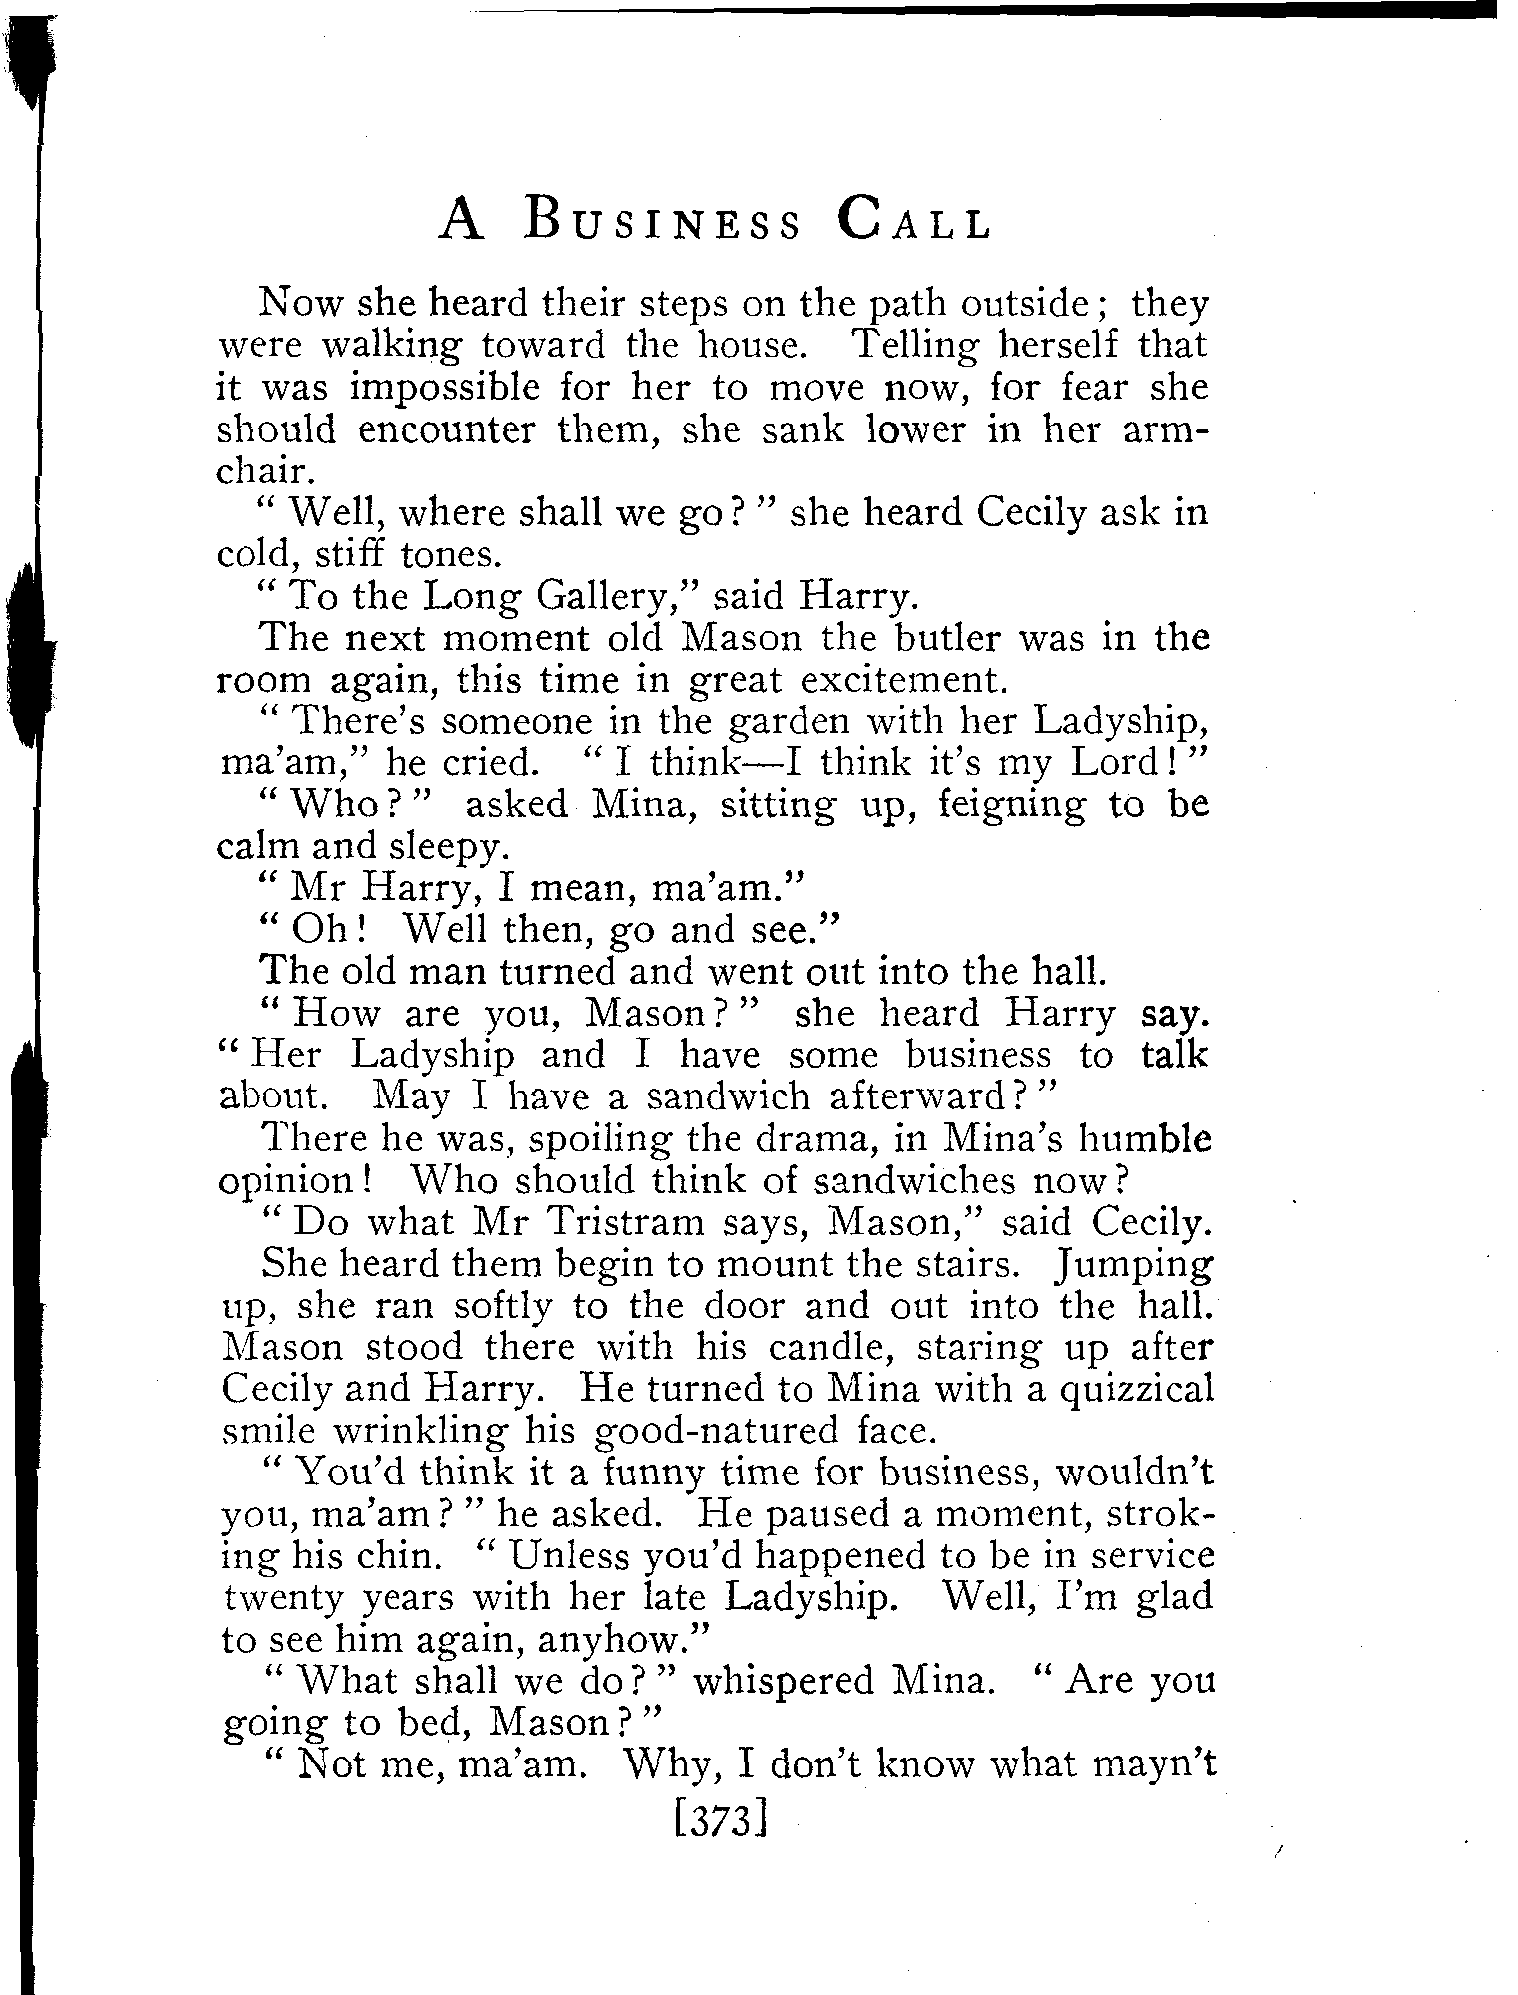 A Business Call
Now she heard their steps on the path outside; they
were walking toward the house. Telling herself that
it was impossible for her to move now, for fear she
should encounter them, she sank lower in her arm-
chair.
" Well, where shall we go? " she heard Cecily ask in
cold, stiff tones.
" To the Long Gallery," said Harry.
The next moment old Mason the butler was in the
room again, this time in great excitement.
" There's someone in the garden with her Ladyship,
ma'am," he cried. " I think—I think it's my Lord! "
" Who? " asked Mina, sitting up, feigning to be
calm and sleepy.
" Mr Harry, I mean, ma'am."
" Oh! Well then, go and see."
The old man turned and went out into the hall.
" How are you, Mason? " she heard Harry say.
" Her Ladyship and I have some business to talk
about. May I have a sandwich afterward? "
There he was, spoiling the drama, in Mina's humble
opinion! Who should think of sandwiches now?
" Do what Mr Tristram says, Mason," said Cecily.
She heard them begin to mount the stairs. Jumping
up, she ran softly to the door and out into the hall.
Mason stood there with his candle, staring up after
Cecily and Harry. He turned to Mina with a quizzical
smile wrinkling his good-natured face.
" You'd think it a funny time for business, wouldn't
you, ma'am? " he asked. He paused a moment, strok-
ing his chin. " Unless you'd happened to be in service
twenty years with her late Ladyship. Well, I'm glad
to see him again, anyhow."
" What shall we do? " whispered Mina. " Are you
going to bed, Mason? "
" Not me, ma'am. Why, I don't know what mayn't
[373]